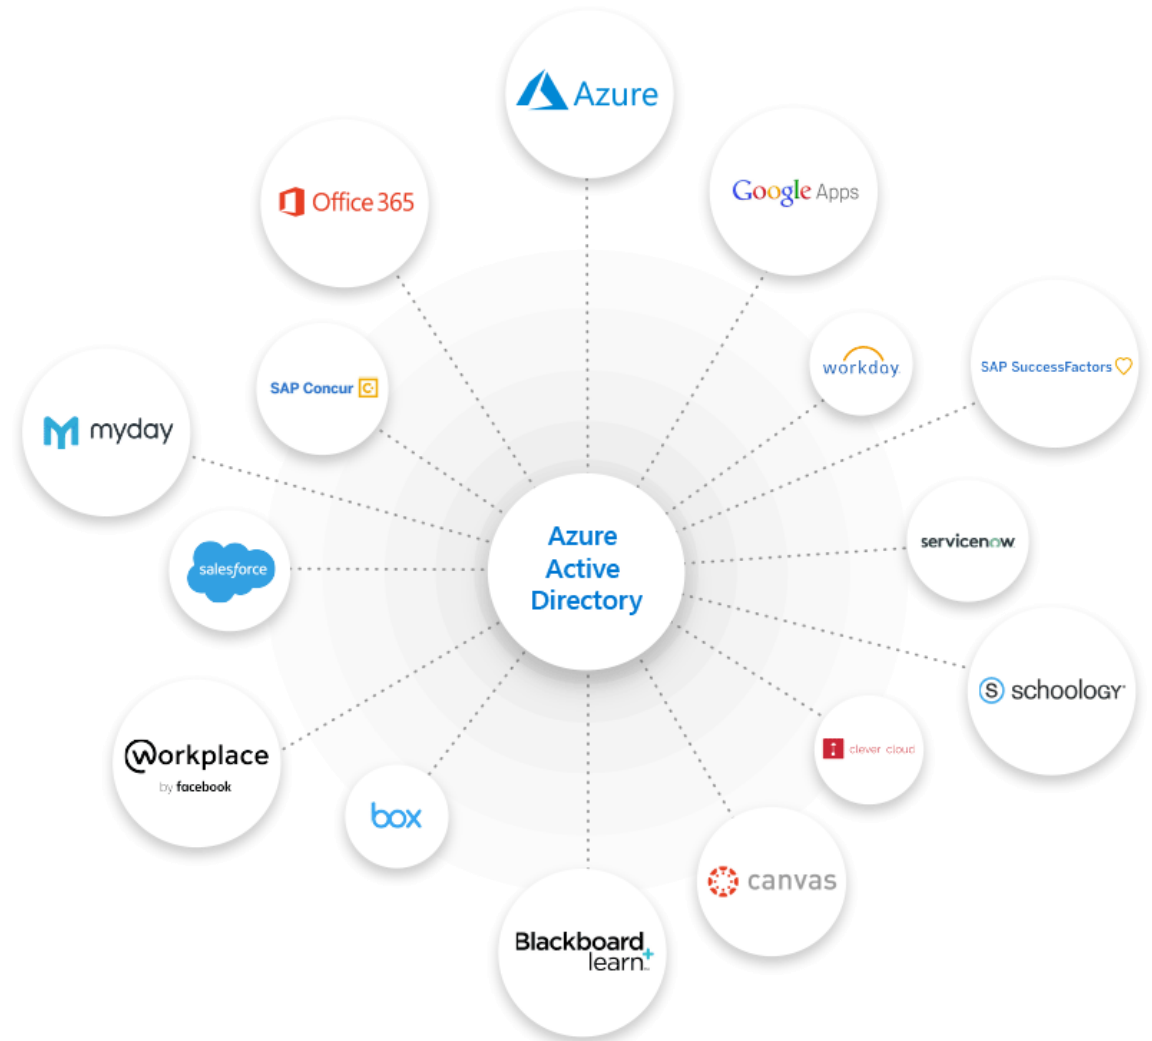 Azure
Google Apps
Office 365
workday
SAP SuccessFactors
SAP Concur
myday
servicenow
Azure
Active
Directory
salesforce
schoology
workplace
by facebook
clever cloud
box
canvas
Blackboard
learn